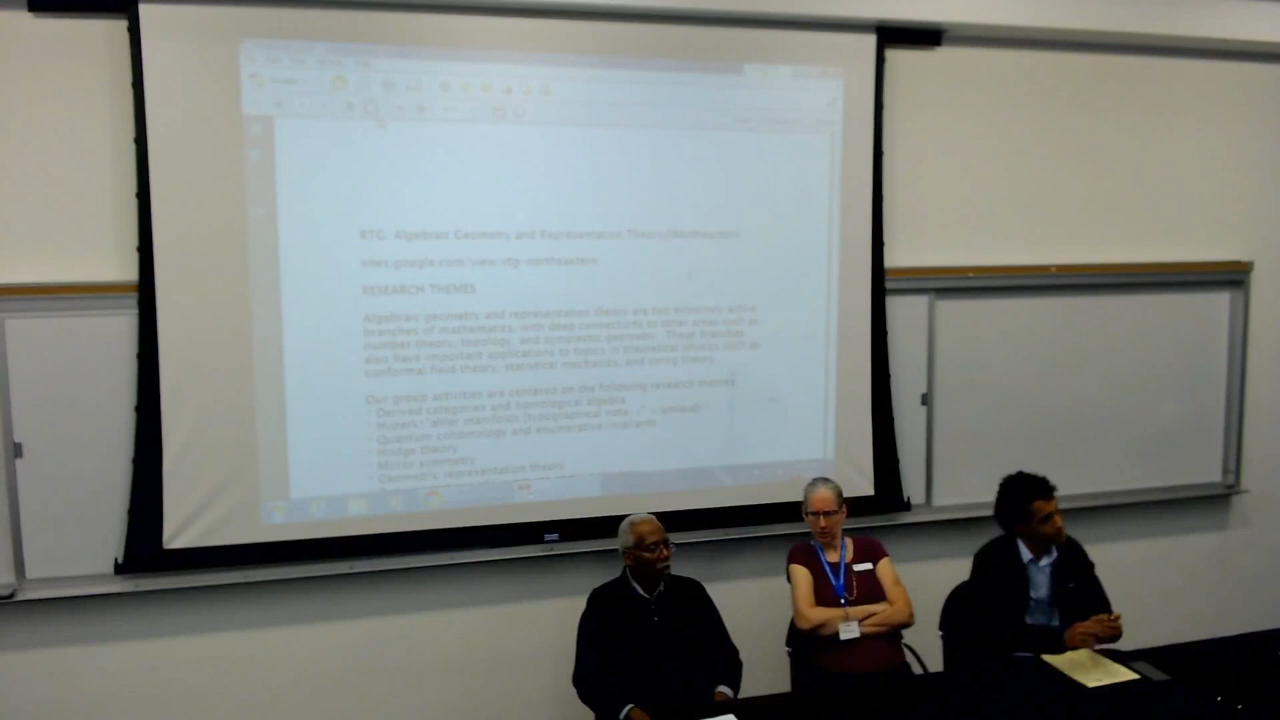 RTG: Algebraic Geometry and Representation Theory@Northeastern
sites.google.com/view/rtg-northeastern
RESEARCH THEMES
Algebraic geometry and representation theory are two extremely active
branches of mathematics, with deep connections to other areas such as
number theory, topology, and symplectic geometry. These branches
also have important applications to topics in theoretical physics such as
conformal field theory, statistical mechanics, and string theory.
Our group activities are centered on the following research themes
- Derived categories and homological algebra
manifolds (typographical note:
- Quantum cohomology and enumerative invariants
- Hodge theory
- Mirror symmetry
- Geometric representation theory